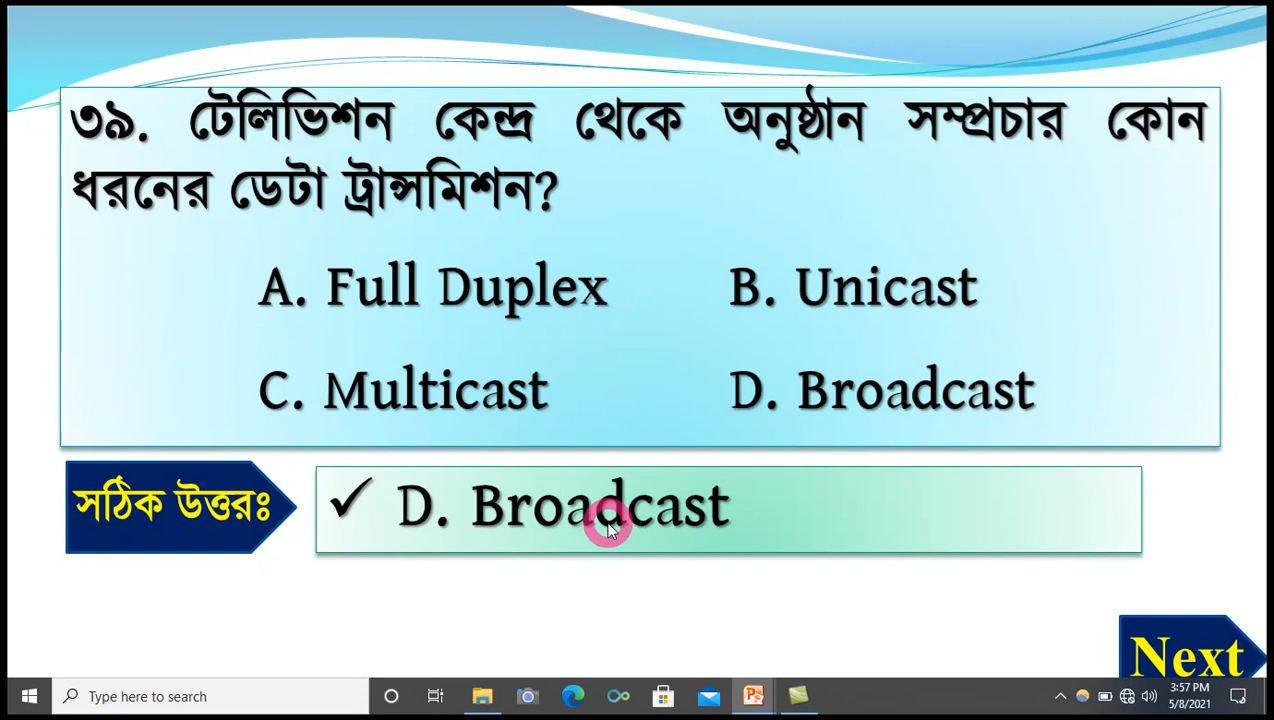 ৩৯. টেলিভিশন কেন্দ্র থেকে অনুষ্ঠান সম্প্রচার কোন
ধরনের ডেটা ট্রান্সমিশন?
A. Full Duplex B. Unicast
C. Multicast D. Broadcast
সঠিক উত্তরঃ ✓ D. Broadcast
Next
Type here to search
3:57 PM
5/8/2021